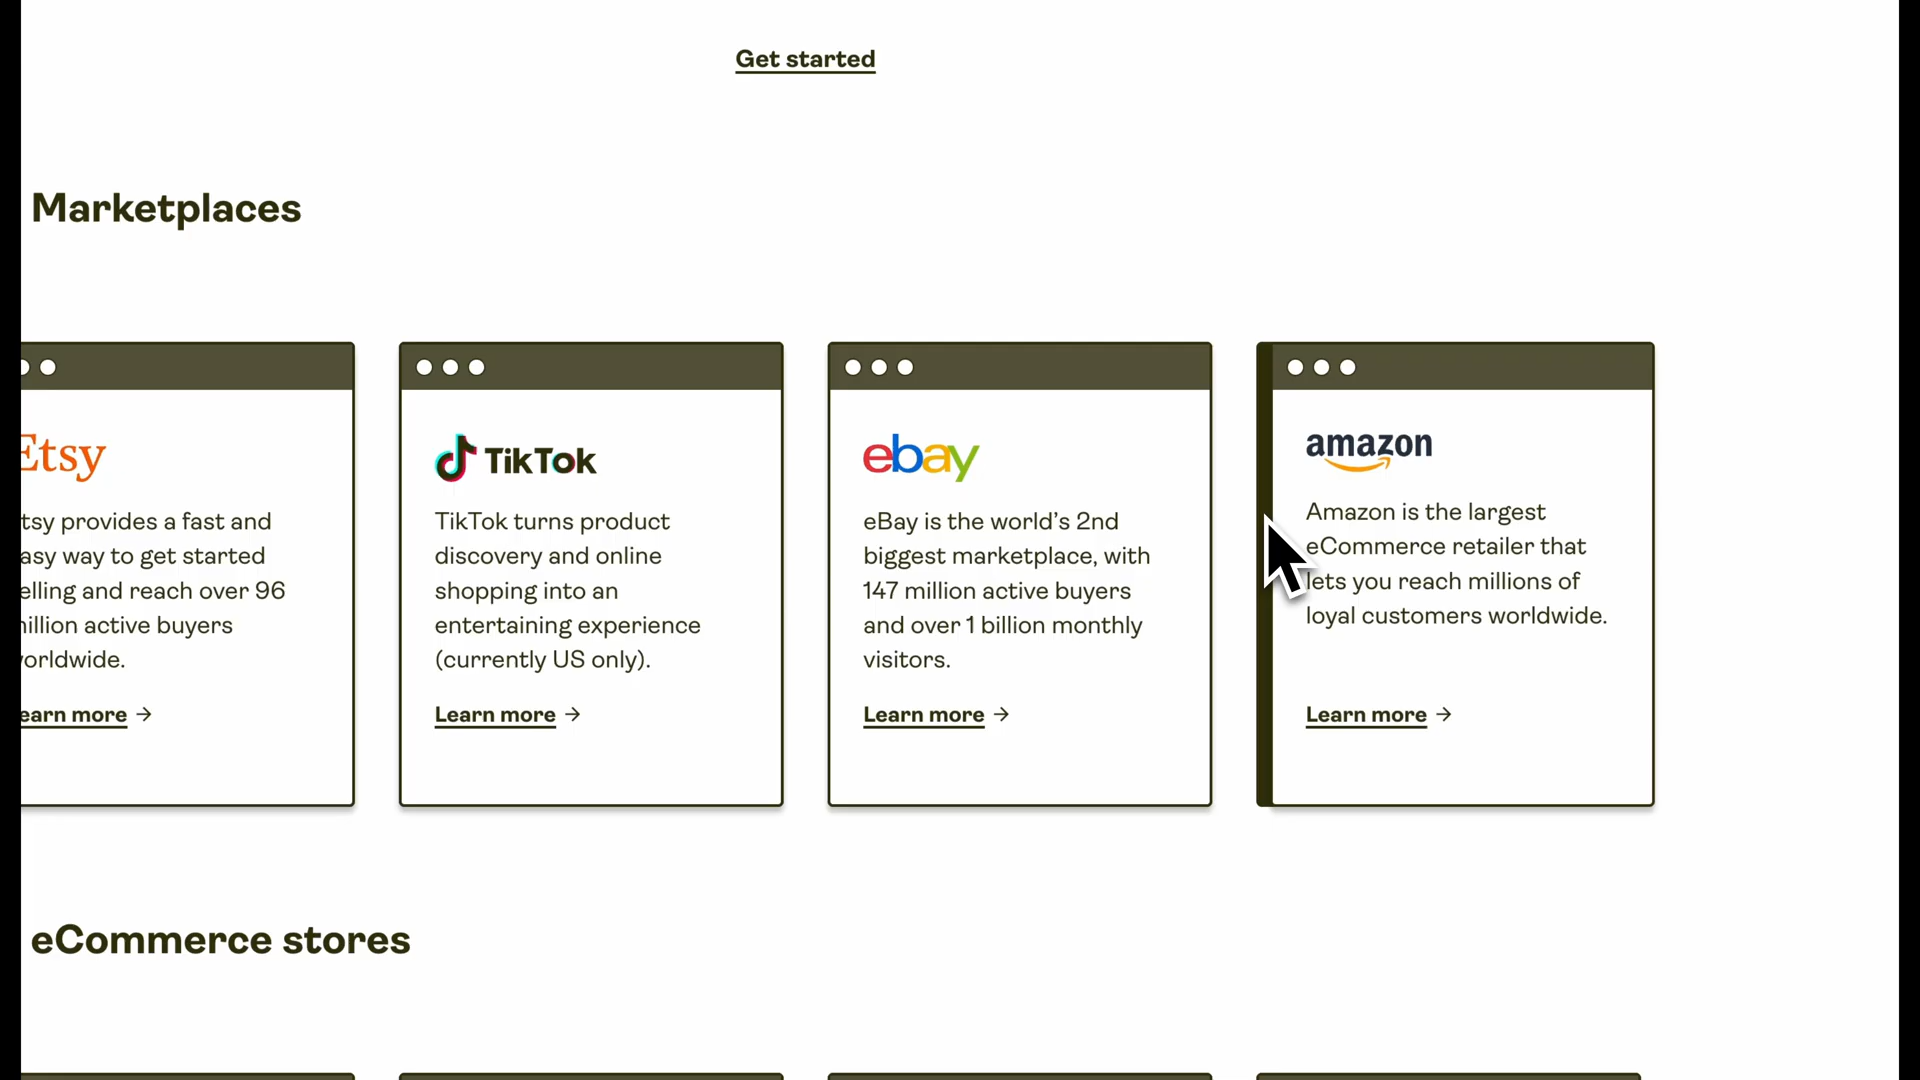 Get started
Marketplaces
Etsy
tsy provides a fast and
asy way to get started
elling and reach over 96
illion active buyers
orldwide.
earn more
TikTok
TikTok turns product
discovery and online
shopping into an
entertaining experience
(currently US only).
Learn more
ebay
eBay is the world’s 2nd
biggest marketplace, with
147 million active buyers
and over 1 billion monthly
visitors.
Learn more
amazon
Amazon is the largest
eCommerce retailer that
lets you reach millions of
loyal customers worldwide.
Learn more
eCommerce stores